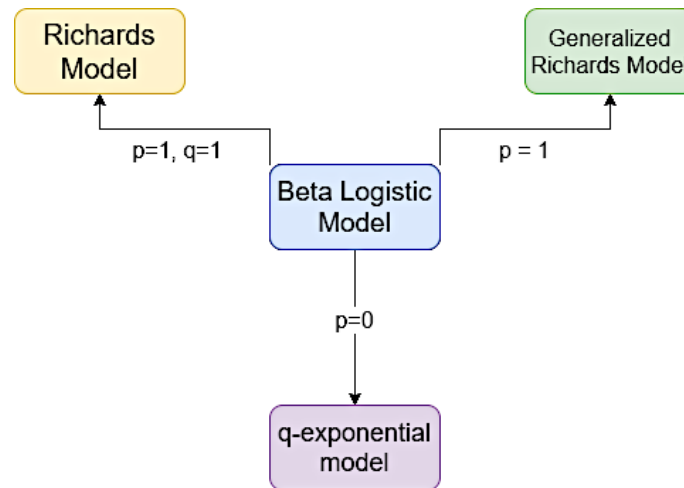 Richards
Model
Generalized
Richards Mode
p=1, q=1
p = 1
Beta Logistic
Model
p=0
q-exponential
model